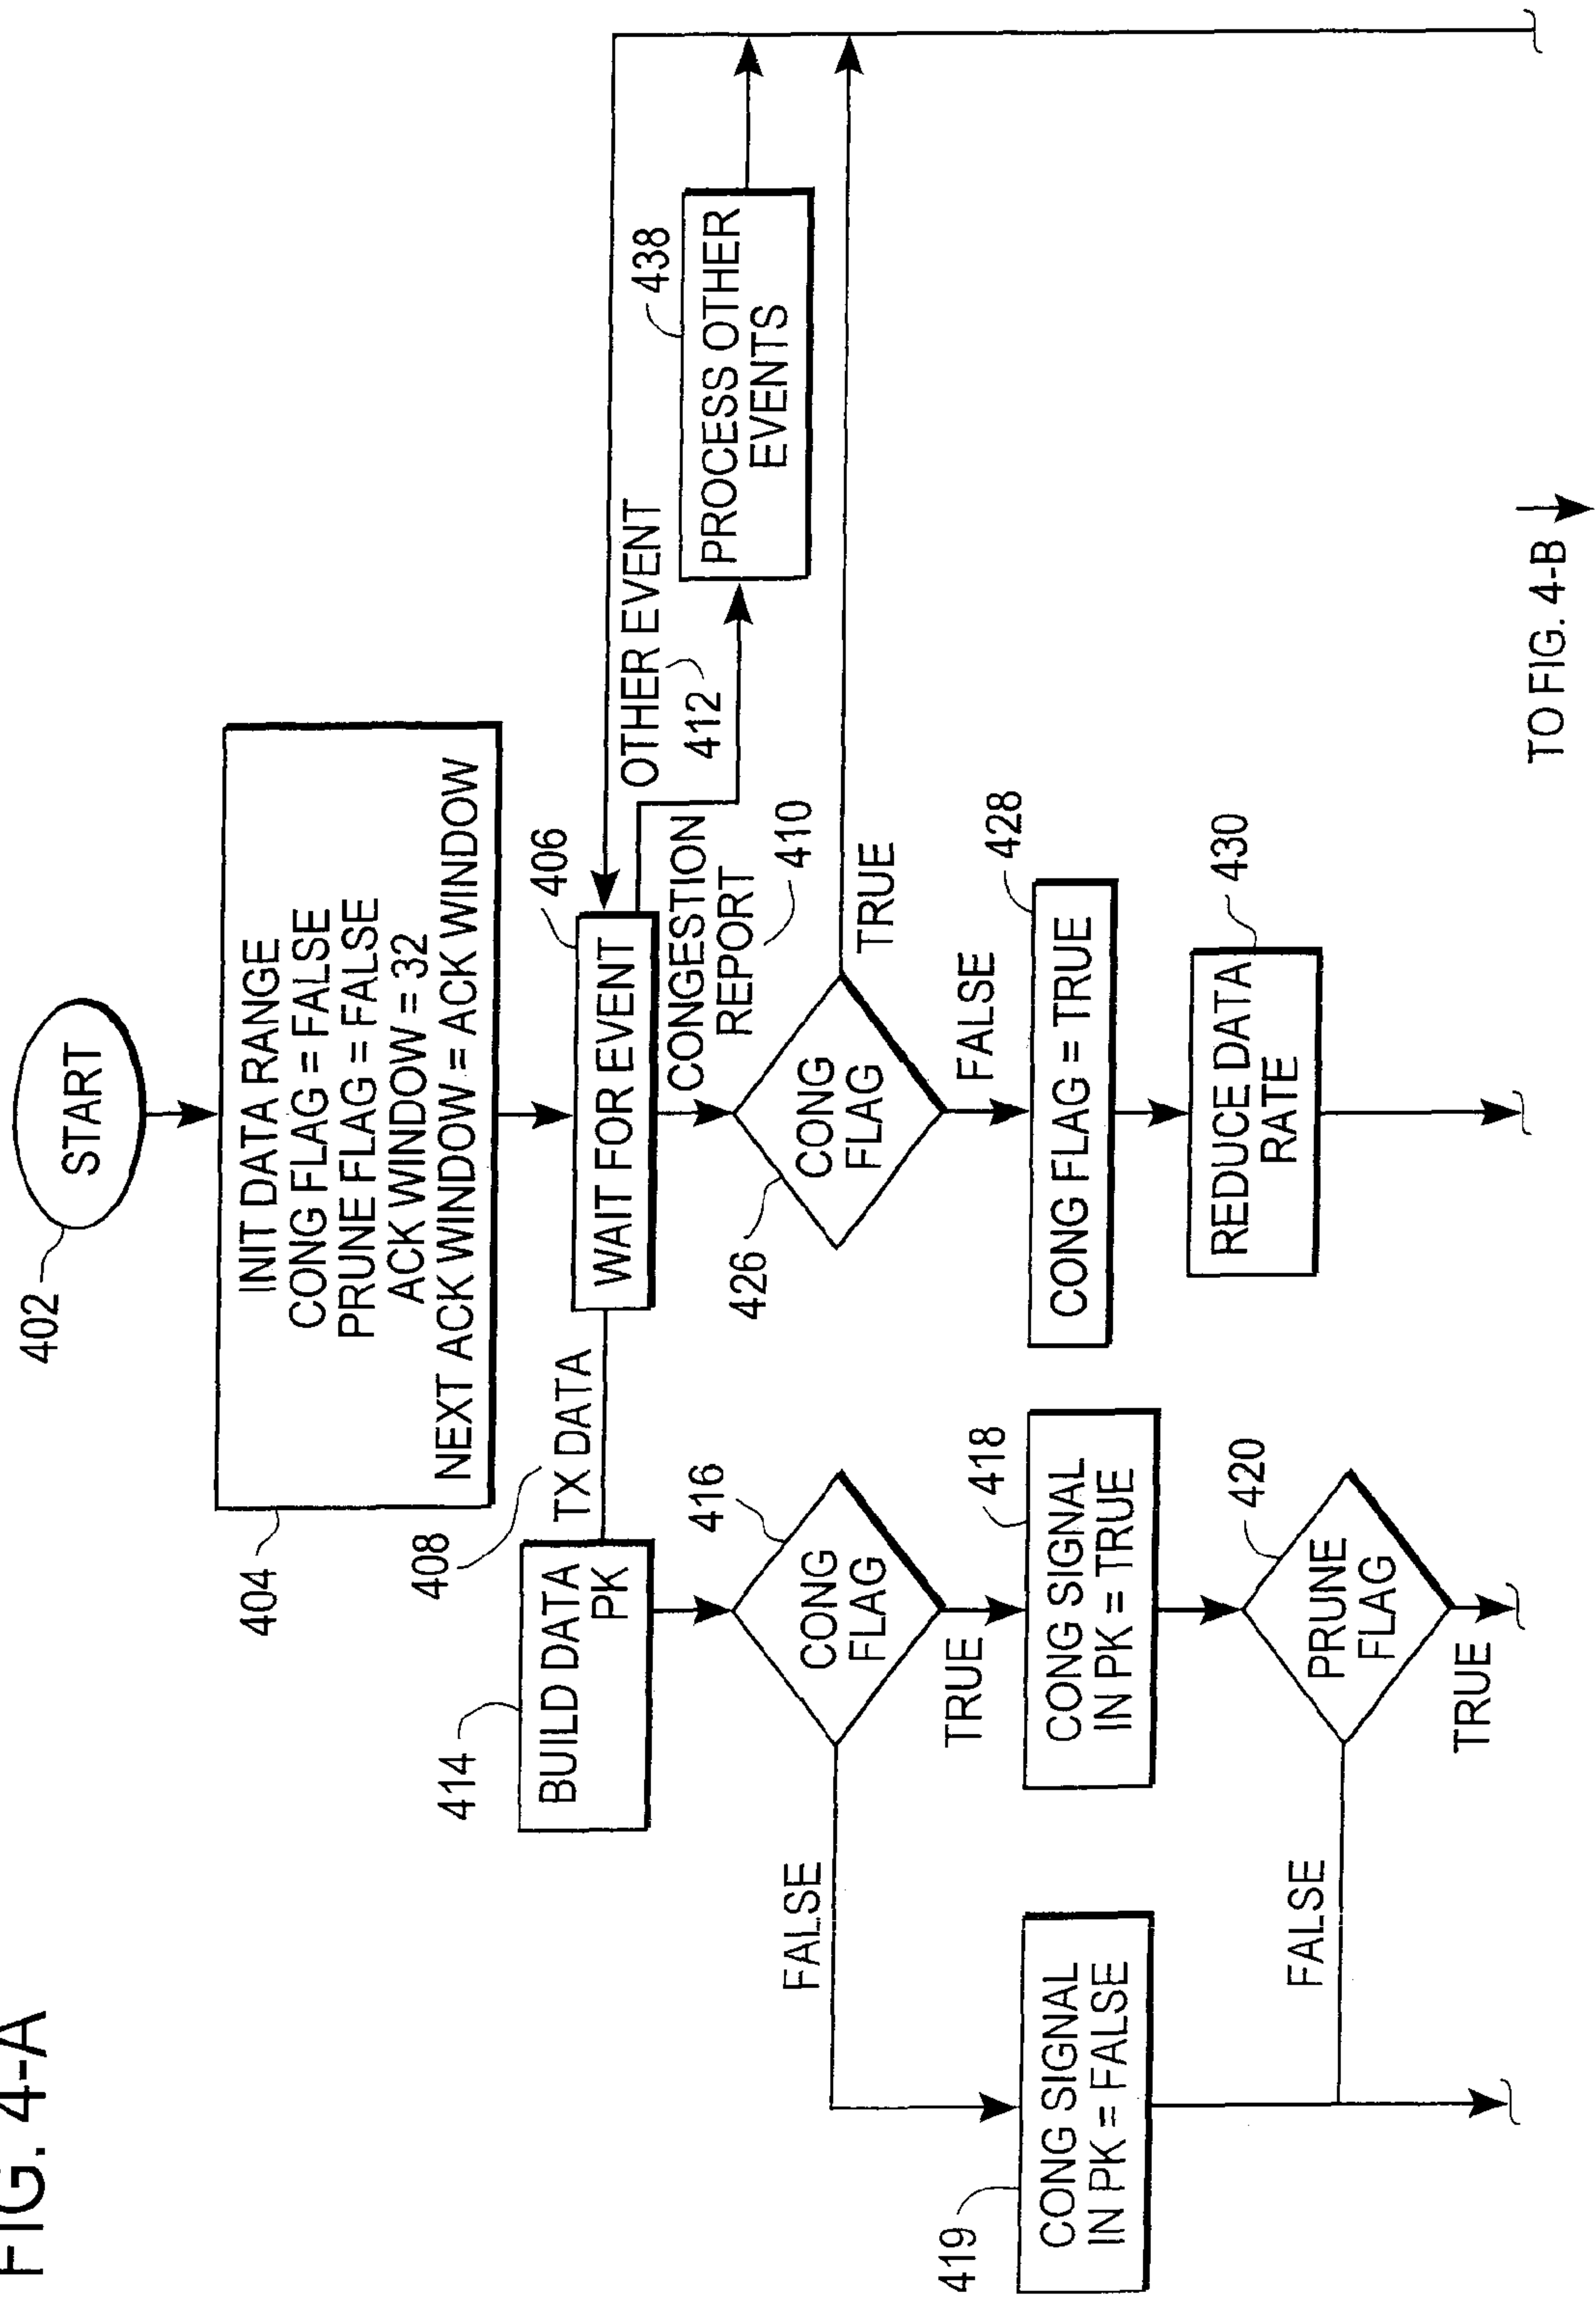 FIG. 4-A
402
START
404
INIT DATA RANGE
CONG FLAG = FALSE
PRUNE FLAG = FALSE
ACK WINDOW = 32
NEXT ACK WINDOW = ACK WINDOW
408
TX DATA
406
WAIT FOR EVENT
OTHER EVENT
412
414
BUILD DATA
PK
CONGESTION
REPORT
410
438
PROCESS OTHER
EVENTS
416
CONG
FLAG
FALSE
TRUE
426
CONG
FLAG
TRUE
FALSE
419
CONG SIGNAL
IN PK = FALSE
418
CONG SIGNAL
IN PK = TRUE
428
CONG FLAG = TRUE
420
PRUNE
FLAG
FALSE
TRUE
430
REDUCE DATA
RATE
TO FIG. 4-B